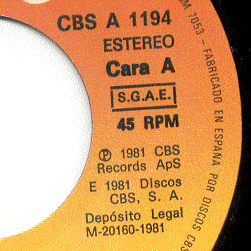 CBS A 1194
ESTEREO
Cara A
S.G.A.E.
45 RPM
℗ 1981 CBS
Records ApS
E 1981 Discos
CBS, S. A.
Depósito Legal
M-20160-1981
M 7053 - FABRICADO EN ESPAÑA POR DISCOS CBS